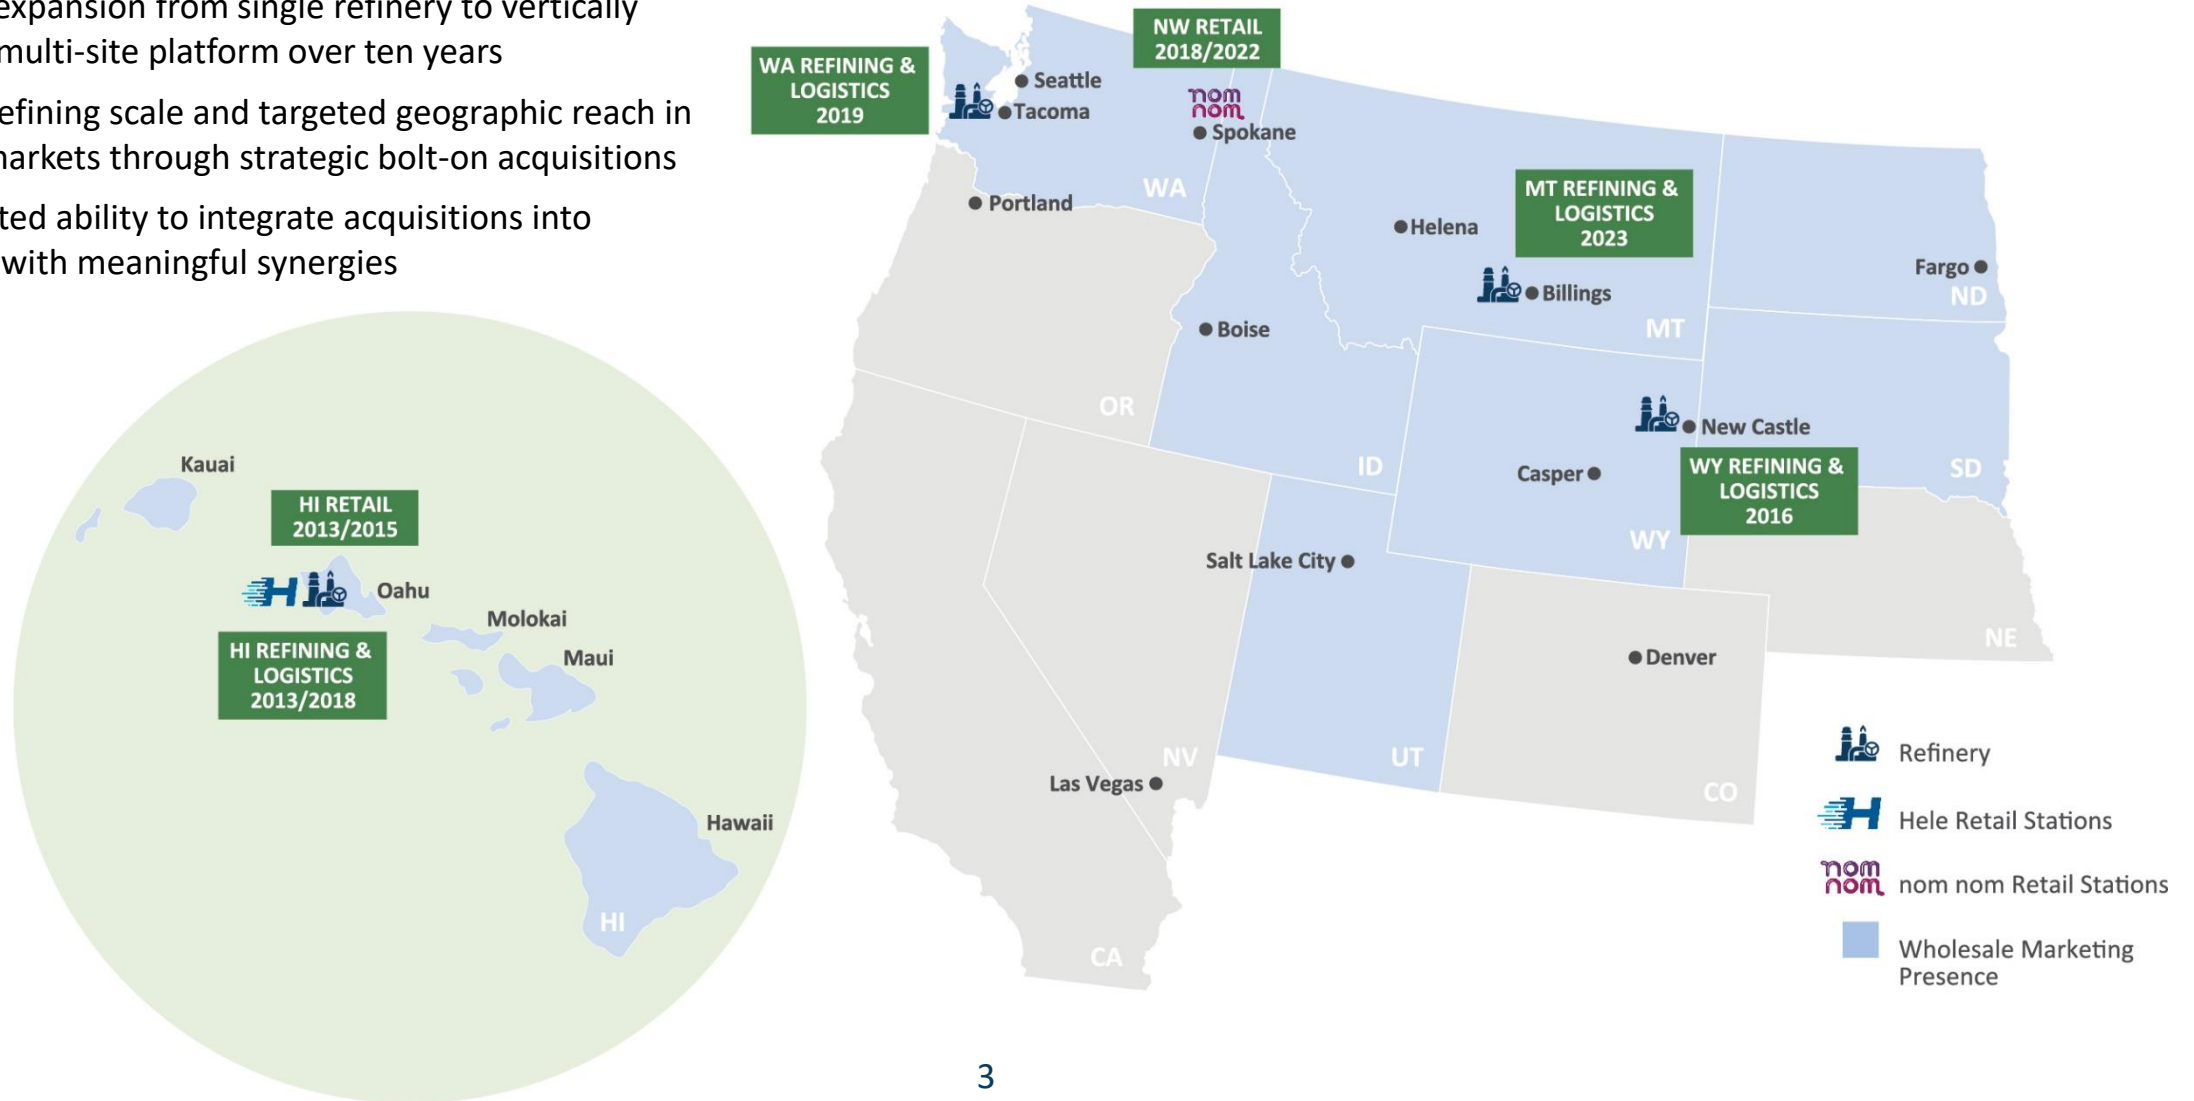 expansion from single refinery to vertically
multi-site platform over ten years
efining scale and targeted geographic reach in
arkets through strategic bolt-on acquisitions
ted ability to integrate acquisitions into
with meaningful synergies
NW RETAIL
2018/2022
WA REFINING &
LOGISTICS
2019
Seattle
Tacoma
nom
nom
Spokane
WA
Portland
MT REFINING &
LOGISTICS
2023
Helena
Billings
MT
Fargo
ND
Boise
OR
ID
New Castle
Casper
WY REFINING &
LOGISTICS
2016
SD
WY
Salt Lake City
NE
Denver
NV
UT
CO
Las Vegas
CA
Kauai
HI RETAIL
2013/2015
H
Oahu
Molokai
Maui
HI REFINING &
LOGISTICS
2013/2018
Hawaii
HI
Refinery
H
Hele Retail Stations
nom
nom
nom nom Retail Stations
Wholesale Marketing
Presence
3